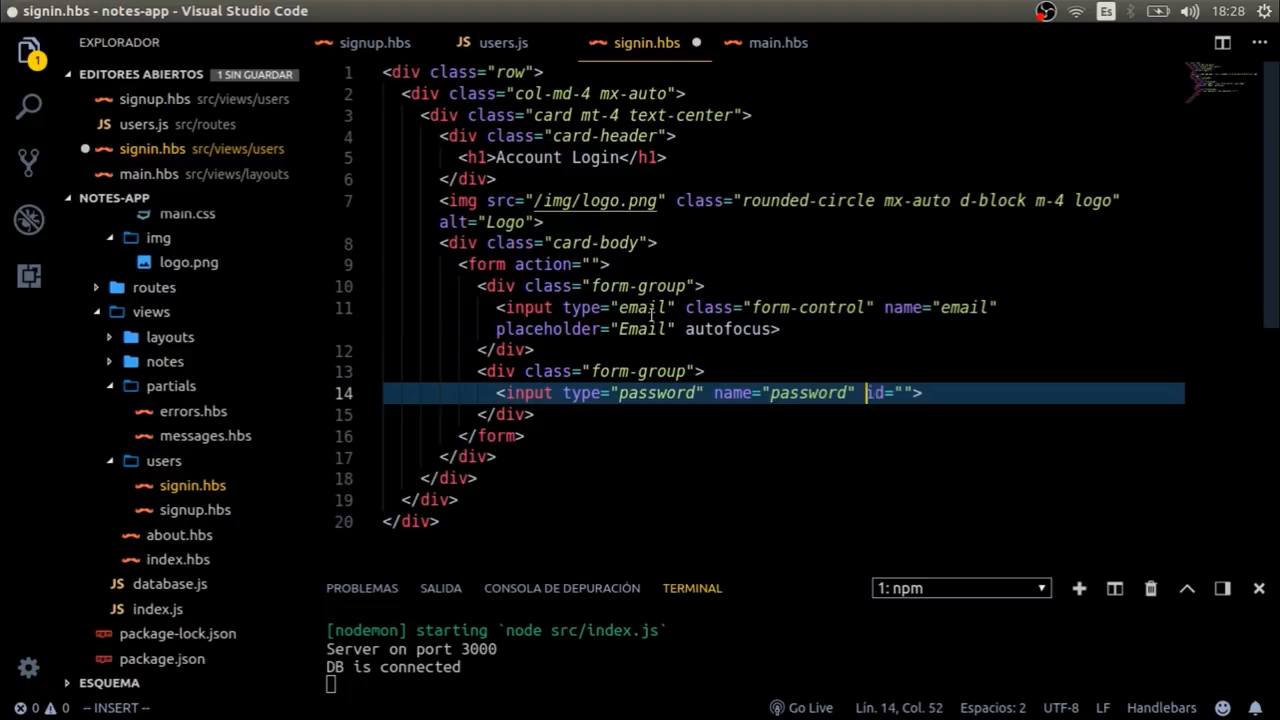 signin.hbs - notes-app - Visual Studio Code
Es
18:28
EXPLORADOR
1
EDITORES ABIERTOS 1 SIN GUARDAR
signup.hbs src/views/users
JS users.js src/routes
signin.hbs src/views/users
main.hbs src/views/layouts
NOTES-APP
main.css
img
logo.png
routes
views
layouts
notes
partials
errors.hbs
messages.hbs
users
signin.hbs
signup.hbs
about.hbs
index.hbs
JS database.js
JS index.js
package-lock.json
package.json
ESQUEMA
signup.hbs JS users.js signin.hbs main.hbs
1 <div class="row">
2 <div class="col-md-4 mx-auto">
3 <div class="card mt-4 text-center">
4 <div class="card-header">
5 <h1>Account Login</h1>
6 </div>
7 <img src="/img/logo.png" class="rounded-circle mx-auto d-block m-4 logo"
alt="Logo">
8 <div class="card-body">
9 <form action="">
10 <div class="form-group">
11 <input type="email" class="form-control" name="email"
placeholder="Email" autofocus>
12 </div>
13 <div class="form-group">
14 <input type="password" name="password" id="">
15 </div>
16 </form>
17 </div>
18 </div>
19 </div>
20 </div>
PROBLEMAS SALIDA CONSOLA DE DEPURACIÓN TERMINAL 1: npm
[nodemon] starting `node src/index.js`
Server on port 3000
DB is connected
0 0 -- INSERT -- Go Live Lín. 14, Col. 52 Espacios: 2 UTF-8 LF Handlebars